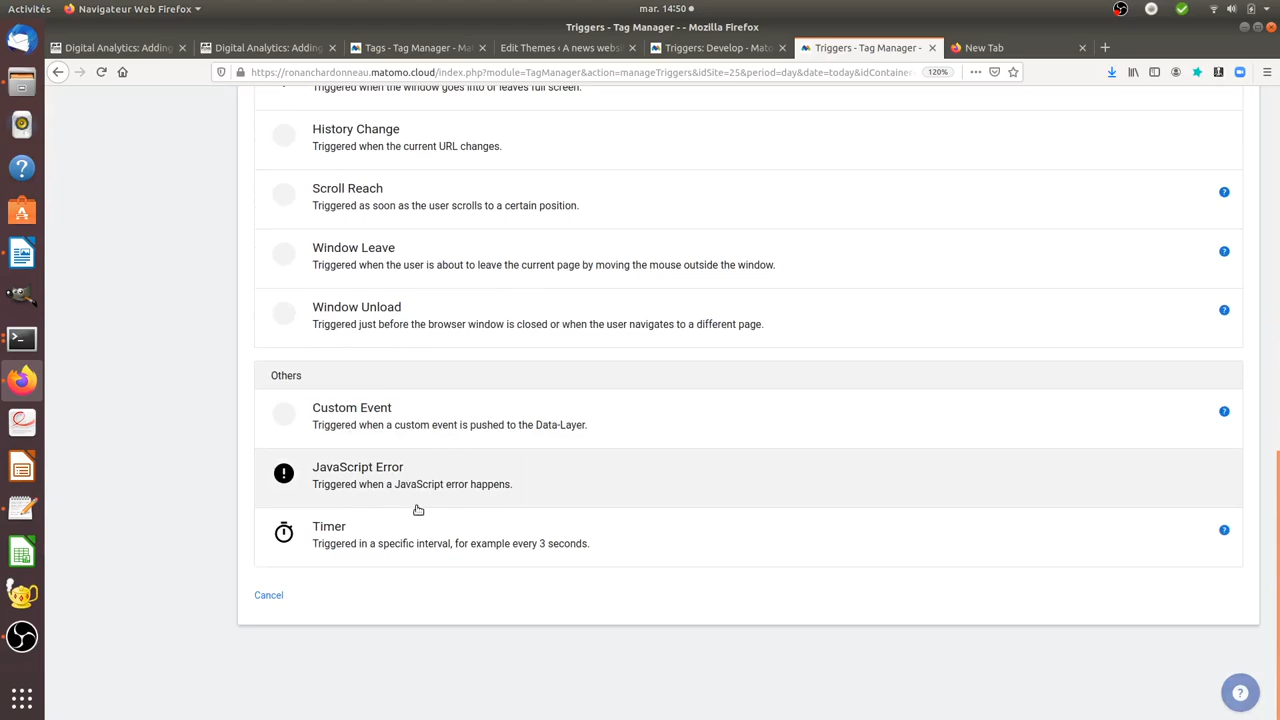 Activités
Navigateur Web Firefox
mar. 14:50
Triggers - Tag Manager - - Mozilla Firefox
Digital Analytics: Adding
Digital Analytics: Adding
Tags - Tag Manager - Ma
Edit Themes ‹ A news websi
Triggers: Develop - Matomo
Triggers - Tag Manager -
New Tab
https://ronanchardonneau.matomo.cloud/index.php?module=TagManager&action=manageTriggers&idSite=25&period=day&date=today&idContainer
120%
Triggered when the window goes into or leaves full screen.
History Change
Triggered when the current URL changes.
Scroll Reach
Triggered as soon as the user scrolls to a certain position.
Window Leave
Triggered when the user is about to leave the current page by moving the mouse outside the window.
Window Unload
Triggered just before the browser window is closed or when the user navigates to a different page.
Others
Custom Event
Triggered when a custom event is pushed to the Data-Layer.
JavaScript Error
Triggered when a JavaScript error happens.
Timer
Triggered in a specific interval, for example every 3 seconds.
Cancel